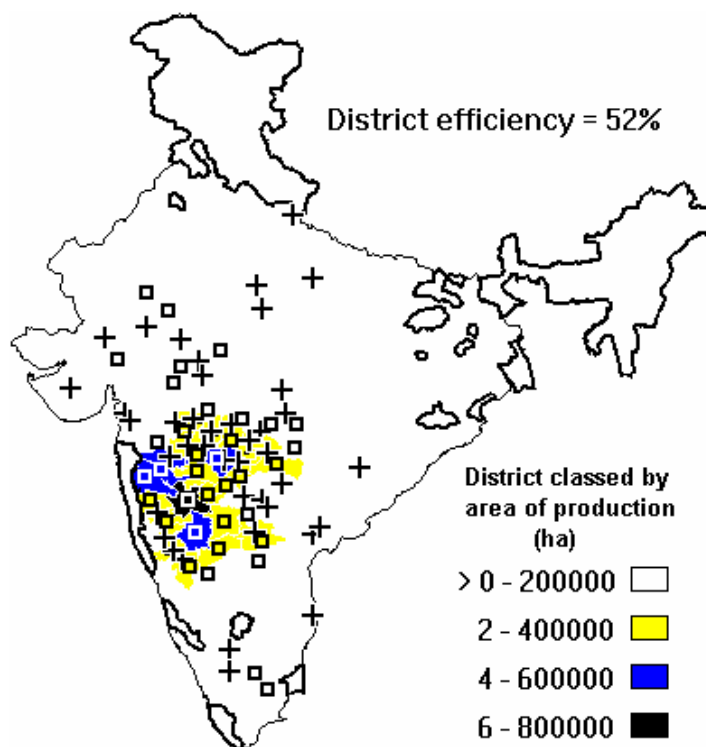 District efficiency = 52%
District classed by
area of production
(ha)
> 0 - 200000
2 - 400000
4 - 600000
6 - 800000